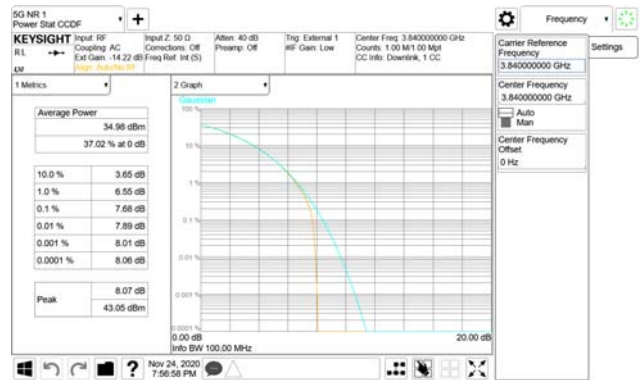 5G NR 1
Power Stat CCDF
Frequency
KEYSIGHT
Input: RF
Input Z: 50 Ω
Atten: 40 dB
Trig: External 1
Center Freq: 3.840000000 GHz
RL
Coupling: AC
Corrections: Off
Preamp: Off
#IF Gain: Low
Counts: 1.00 M/1.00 Mpt
Ext Gain: -14.22 dB
Freq Ref: Int (S)
CC Info: Downlink, 1 CC
Align: Auto/No RF
1 Metrics
2 Graph
Average Power
34.98 dBm
37.02 % at 0 dB
10.0 % 3.65 dB
1.0 % 6.55 dB
0.1 % 7.68 dB
0.01 % 7.89 dB
0.001 % 8.01 dB
0.0001 % 8.06 dB
Peak
8.07 dB
43.05 dBm
Gaussian
100 %
10 %
1 %
0.1 %
0.01 %
0.001 %
0.0001 %
0.00 dB
20.00 dB
Info BW 100.00 MHz
Carrier Reference
Frequency
3.840000000 GHz
Settings
Center Frequency
3.840000000 GHz
Auto
Man
Center Frequency
Offset
0 Hz
Nov 24, 2020
7:56:58 PM